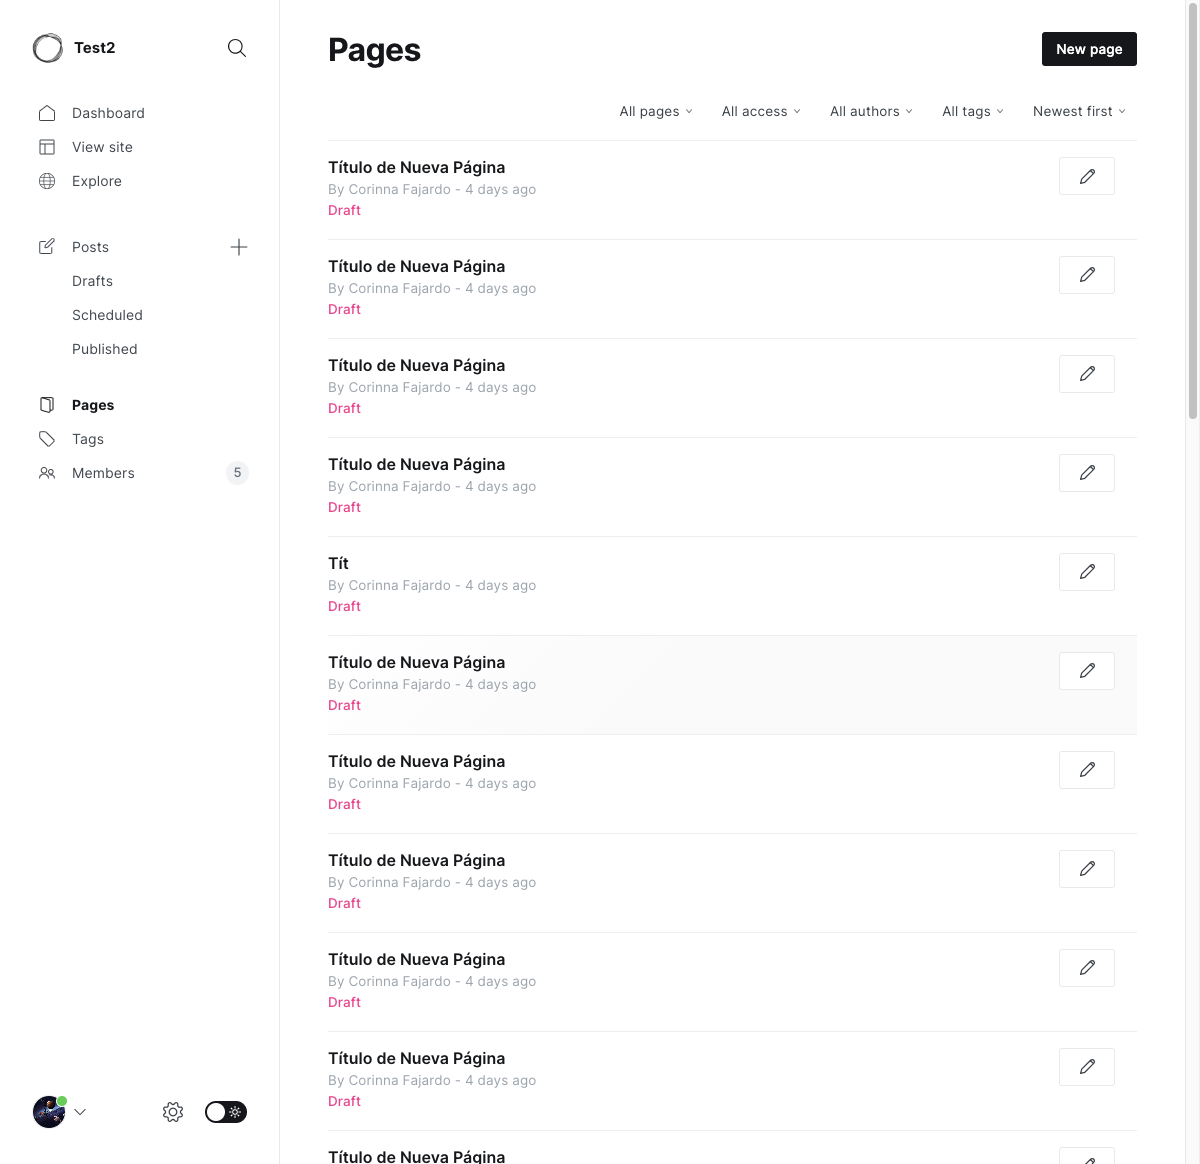 Test2
Dashboard
View site
Explore
Posts
Drafts
Scheduled
Published
Pages
Tags
Members 5
Pages
New page
All pages All access All authors All tags Newest first
Título de Nueva Página
By Corinna Fajardo - 4 days ago
Draft
Título de Nueva Página
By Corinna Fajardo - 4 days ago
Draft
Título de Nueva Página
By Corinna Fajardo - 4 days ago
Draft
Título de Nueva Página
By Corinna Fajardo - 4 days ago
Draft
Tít
By Corinna Fajardo - 4 days ago
Draft
Título de Nueva Página
By Corinna Fajardo - 4 days ago
Draft
Título de Nueva Página
By Corinna Fajardo - 4 days ago
Draft
Título de Nueva Página
By Corinna Fajardo - 4 days ago
Draft
Título de Nueva Página
By Corinna Fajardo - 4 days ago
Draft
Título de Nueva Página
By Corinna Fajardo - 4 days ago
Draft
Título de Nueva Página